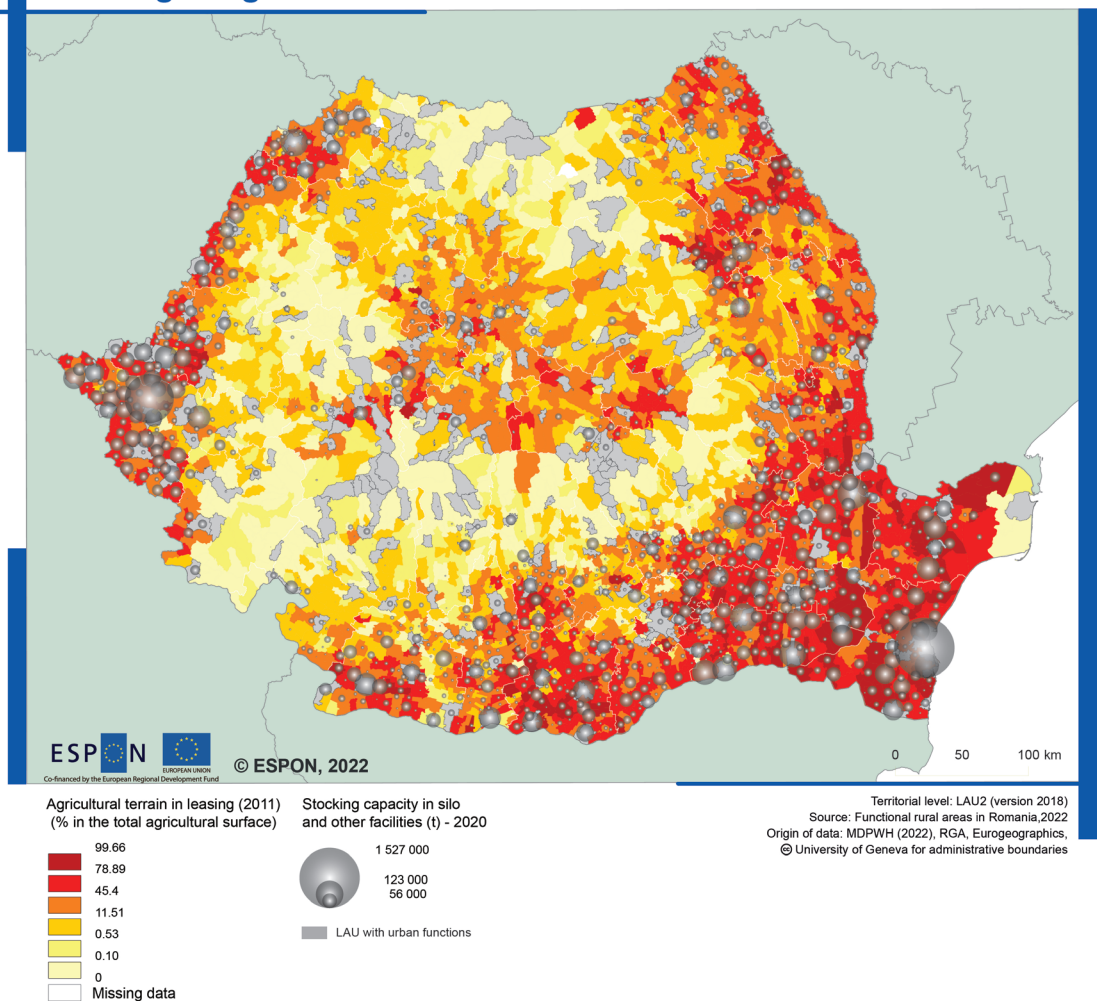 0 50 100 km
ESPON
EUROPEAN UNION
Co-financed by the European Regional Development Fund
© ESPON, 2022
Agricultural terrain in leasing (2011)
(% in the total agricultural surface)
99.66
78.89
45.4
11.51
0.53
0.10
0
Missing data
Stocking capacity in silo
and other facilities (t) - 2020
1 527 000
123 000
56 000
LAU with urban functions
Territorial level: LAU2 (version 2018)
Source: Functional rural areas in Romania,2022
Origin of data: MDPWH (2022), RGA, Eurogeographics,
cc University of Geneva for administrative boundaries